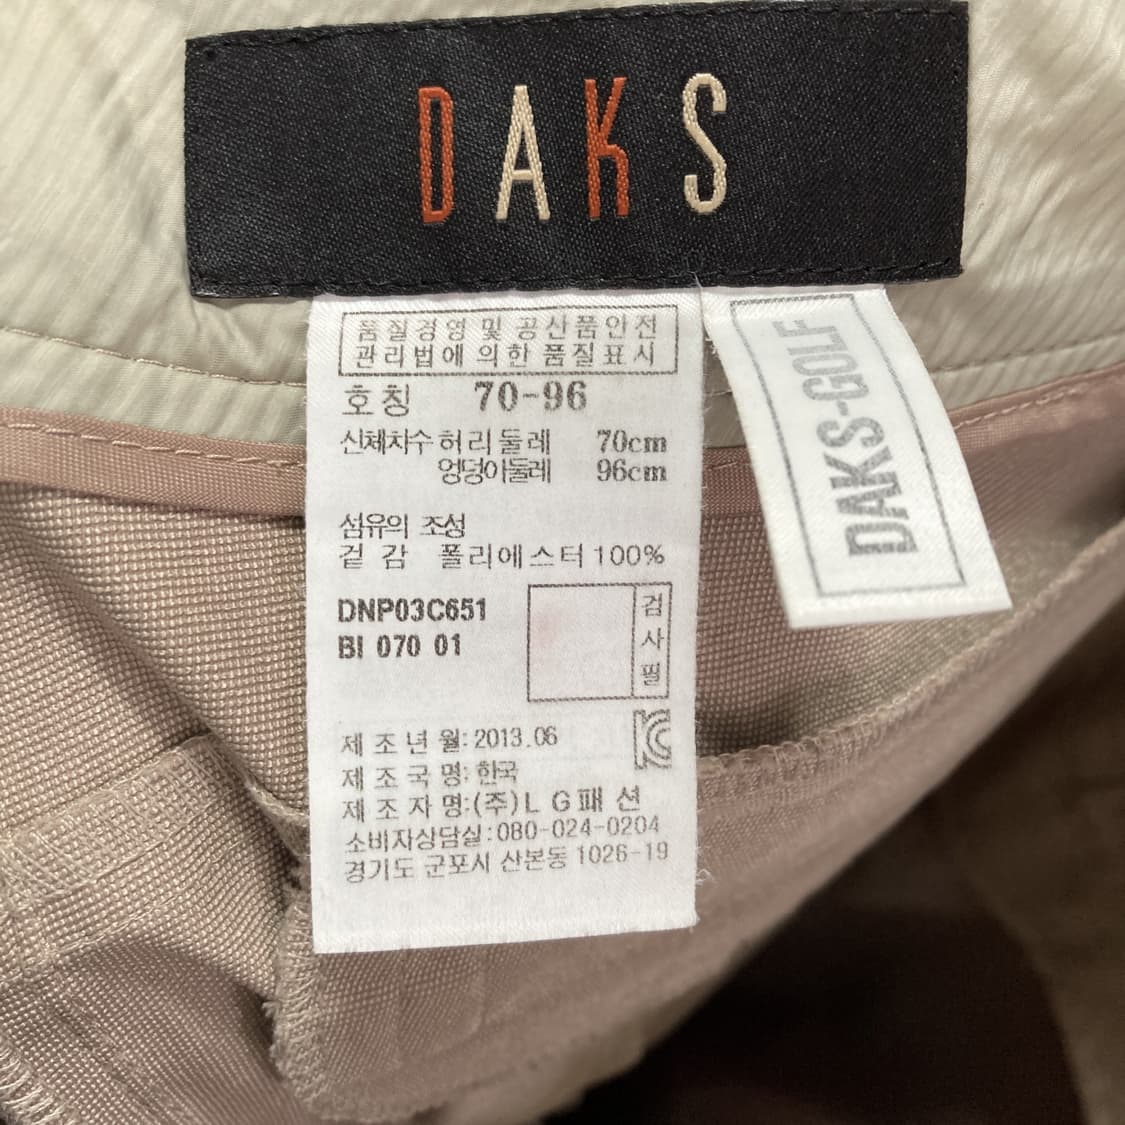 DAKS
품질경영 및 공산품안전
관리법에 의한 품질표시
호칭 70-96
신체치수 허리둘레 70cm
엉덩이둘레 96cm
섬유의 조성
겉감 폴리에스터 100%
DNP03C651
BI 070 01
검사필
KC
제조년월: 2013.06
제조국명: 한국
제조자명:(주)LG패션
소비자상담실:080-024-0204
경기도 군포시 산본동 1026-19
DAKS-GOLF